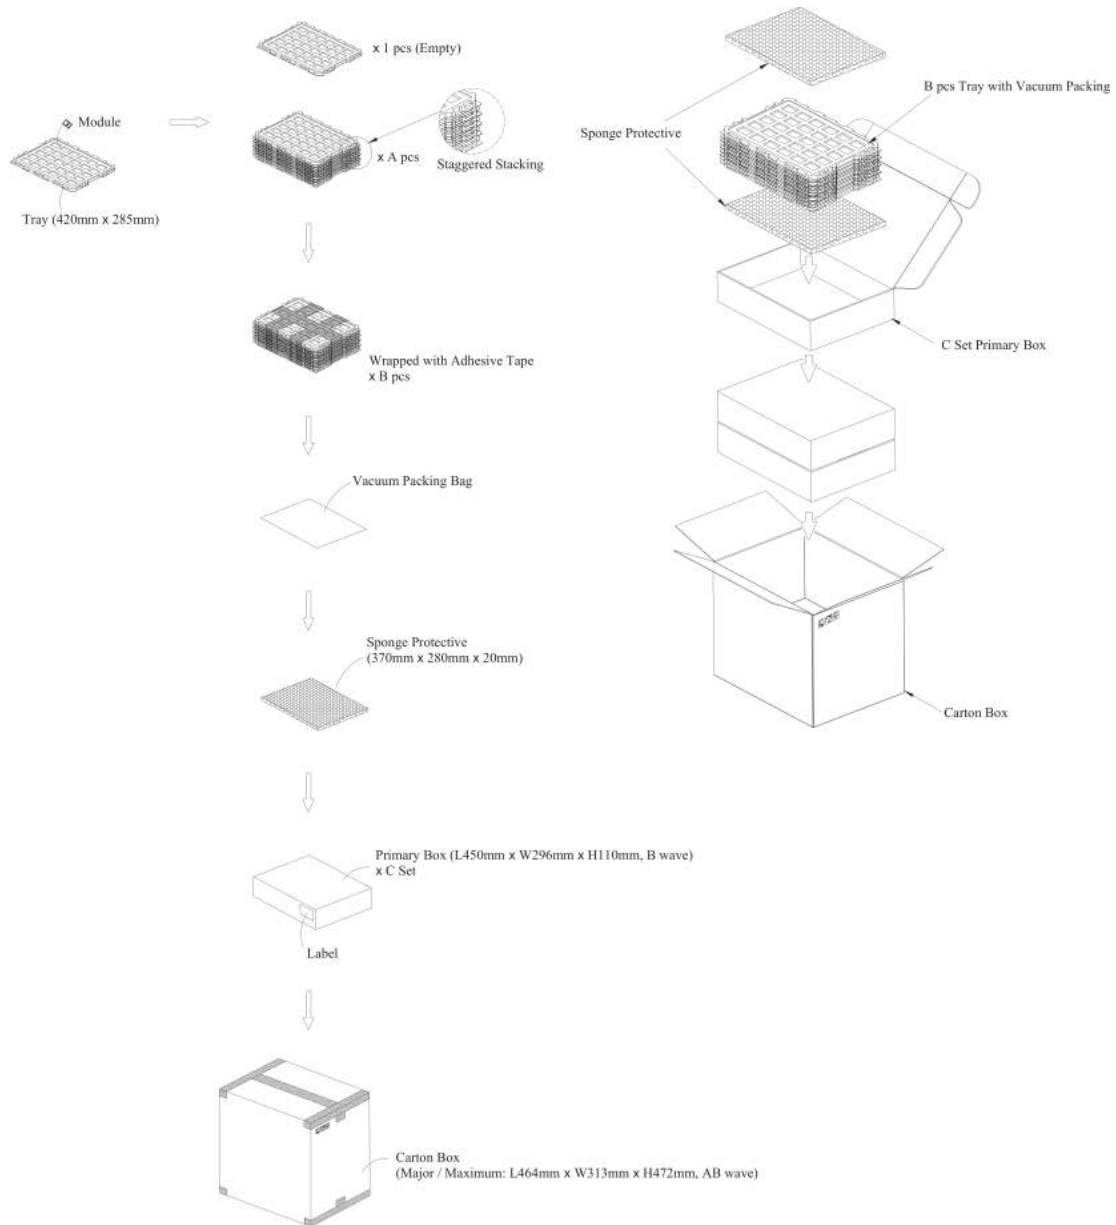 x 1 pcs (Empty)
Module
x A pcs
Staggered Stacking
Tray (420mm x 285mm)
Wrapped with Adhesive Tape
x B pcs
Vacuum Packing Bag
Sponge Protective
(370mm x 280mm x 20mm)
Primary Box (L450mm x W296mm x H110mm, B wave)
x C Set
Label
Carton Box
(Major / Maximum: L464mm x W313mm x H472mm, AB wave)
B pcs Tray with Vacuum Packing
Sponge Protective
C Set Primary Box
Carton Box